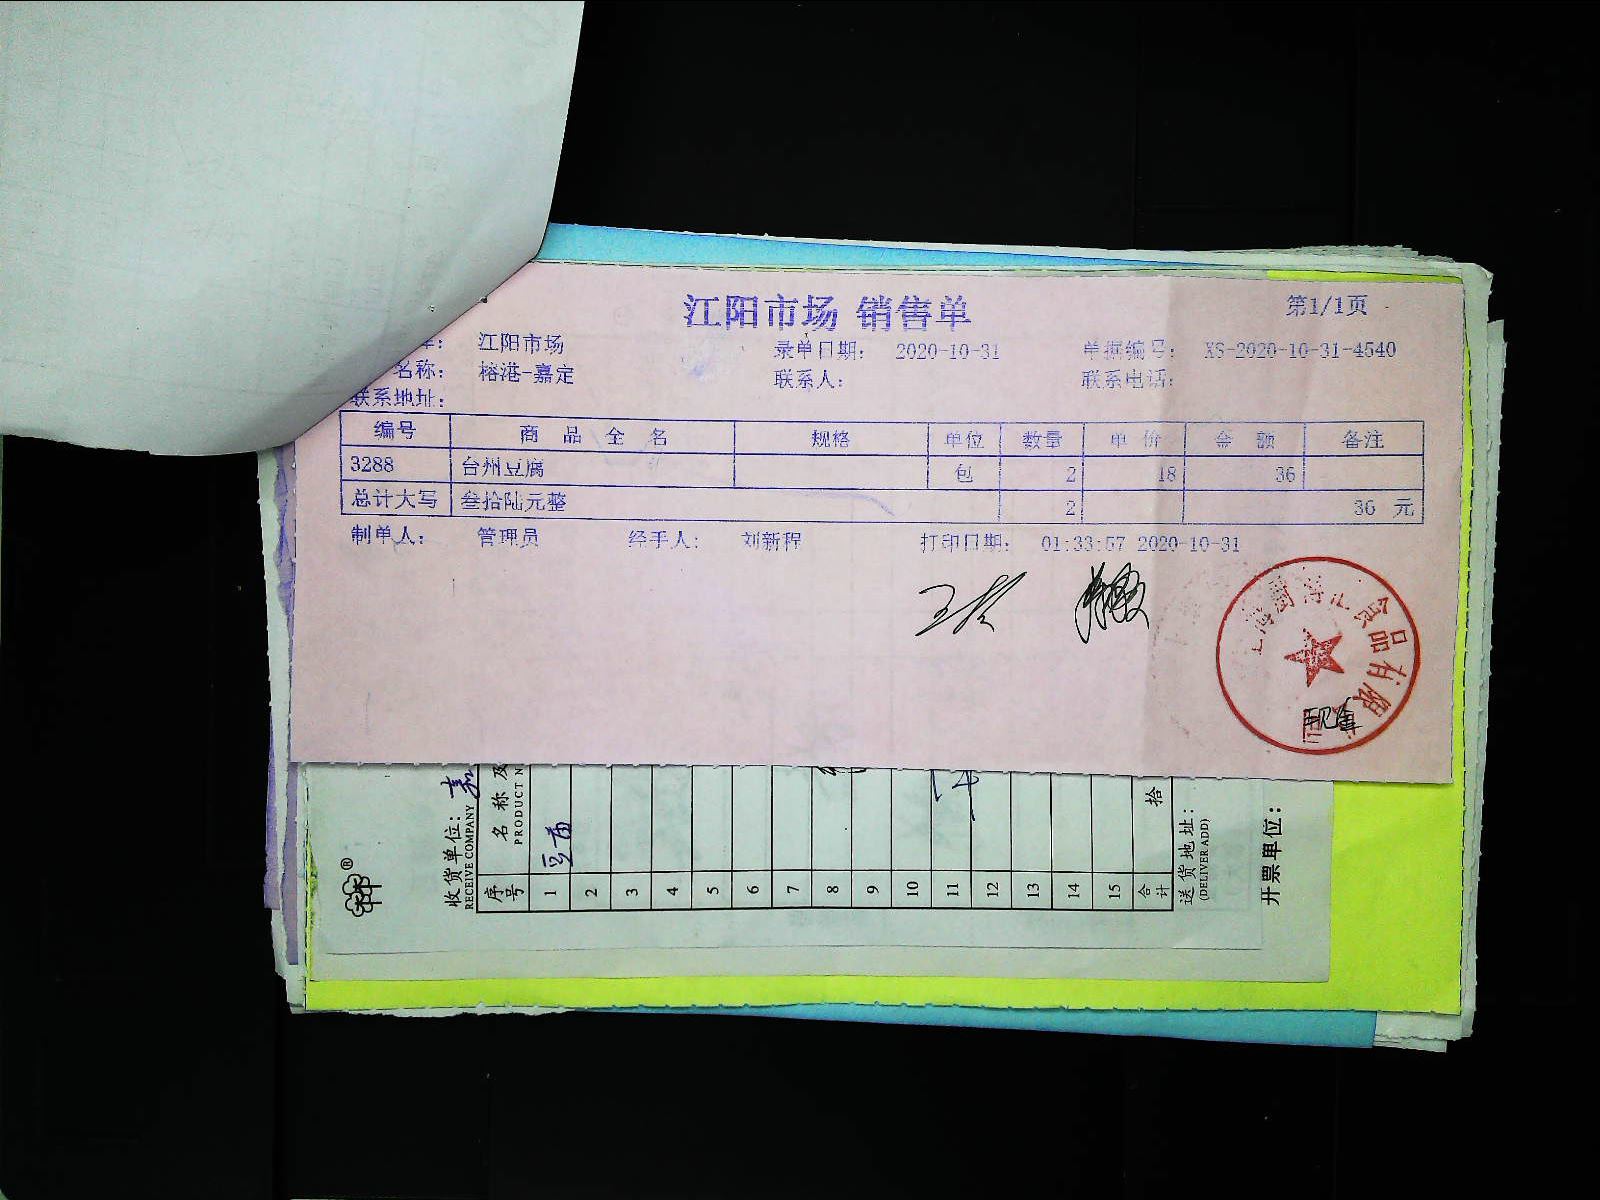 江阳市场 销售单
第1/1页
江阳市场 录单日期： 2020-10-31 单据编号： XS-2020-10-31-4540
名称： 榕港-嘉定 联系人： 联系电话：
联系地址：
编号 商品全名 规格 单位 数量 单价 金额 备注
3288 台州豆腐 包 2 18 36
总计大写 叁拾陆元整 2 36 元
制单人： 管理员 经手人： 刘新程 打印日期： 01:33:57 2020-10-31
食品有限
收货单位： 嘉
RECEIVE COMPANY
序号 名称及
PRODUCT N
1
2
3
4
5
6
7
8
9
10
11
12
13
14
15
合计 拾
送货地址：
(DELIVER ADD)
开票单位：